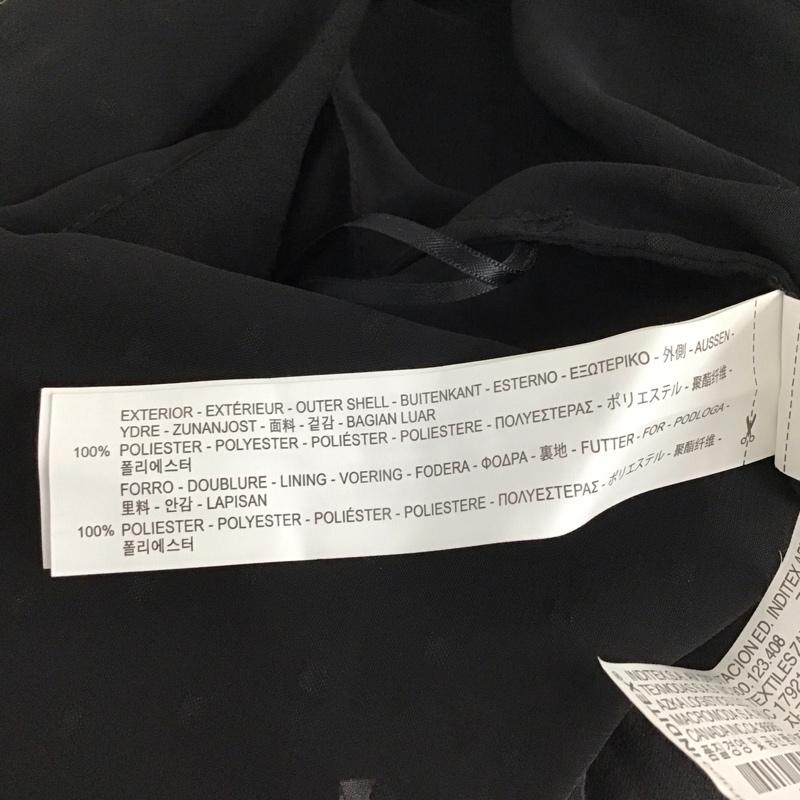 EXTERIOR - EXTÉRIEUR - OUTER SHELL - BUITENKANT - ESTERNO - ΕΞΩΤΕΡΙΚΟ - 外側 - AUSSEN -
YDRE - ZUNANJOST - 面料 - 겉감 - BAGIAN LUAR
100% POLIESTER - POLYESTER - POLIÉSTER - POLIESTERE - ΠΟΛΥΕΣΤΕΡΑΣ - ポリエステル - 聚酯纤维 -
폴리에스터
FORRO - DOUBLURE - LINING - VOERING - FODERA - ΦΟΔΡΑ - 裏地 - FUTTER - FOR - PODLOGA -
里料 - 안감 - LAPISAN
100% POLIESTER - POLYESTER - POLIÉSTER - POLIESTERE - ΠΟΛΥΕΣΤΕΡΑΣ - ポリエステル - 聚酯纤维 -
폴리에스터
ED. INDITEX
123.408